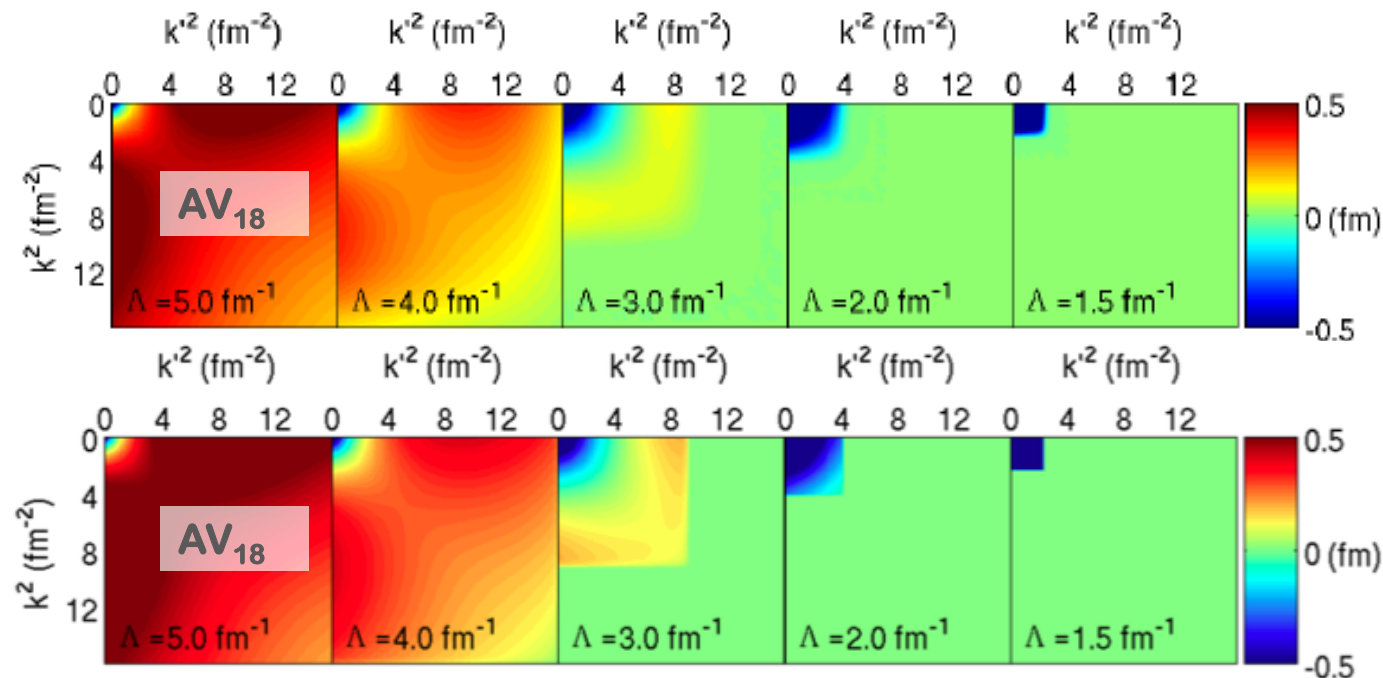 k'² (fm⁻²) k'² (fm⁻²) k'² (fm⁻²) k'² (fm⁻²) k'² (fm⁻²)
0 4 8 12 0 4 8 12 0 4 8 12 0 4 8 12 0 4 8 12
0 4 8 12
k² (fm⁻²)
AV₁₈
Λ =5.0 fm⁻¹ Λ =4.0 fm⁻¹ Λ =3.0 fm⁻¹ Λ =2.0 fm⁻¹ Λ =1.5 fm⁻¹
0.5
0 (fm)
-0.5
k'² (fm⁻²) k'² (fm⁻²) k'² (fm⁻²) k'² (fm⁻²) k'² (fm⁻²)
0 4 8 12 0 4 8 12 0 4 8 12 0 4 8 12 0 4 8 12
0 4 8 12
k² (fm⁻²)
AV₁₈
Λ =5.0 fm⁻¹ Λ =4.0 fm⁻¹ Λ =3.0 fm⁻¹ Λ =2.0 fm⁻¹ Λ =1.5 fm⁻¹
0.5
0 (fm)
-0.5